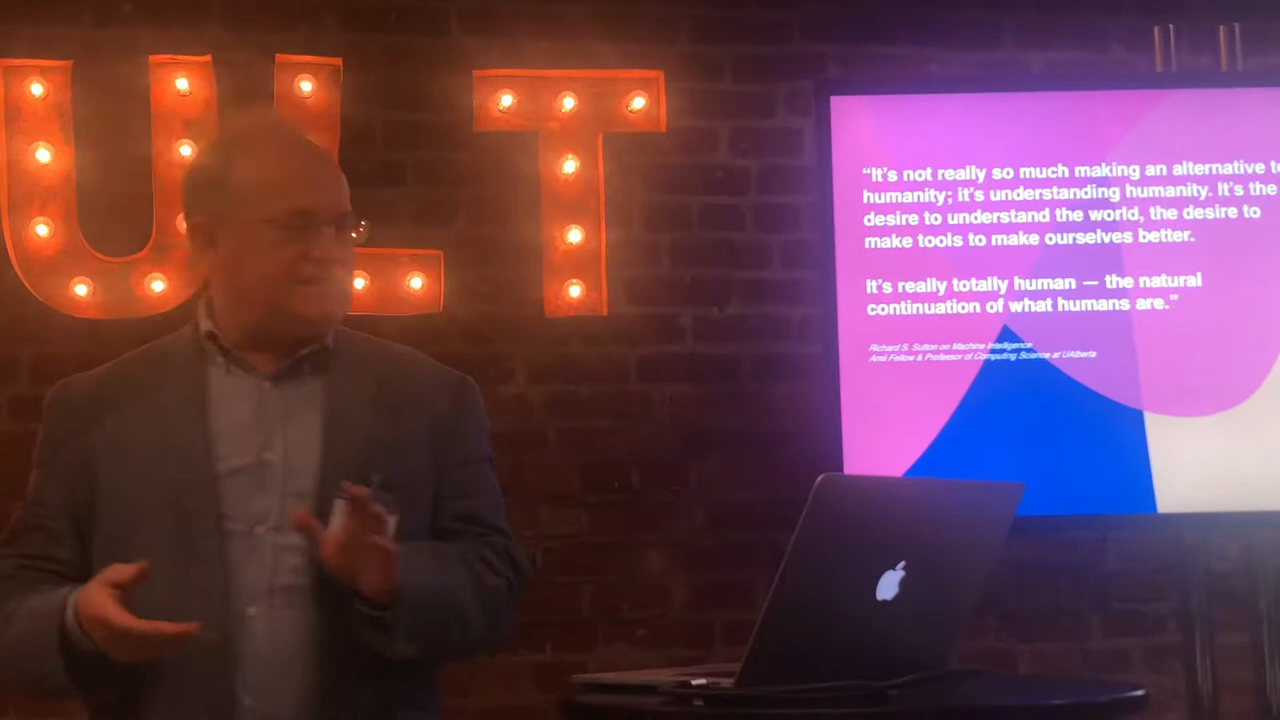 ULT
“It’s not really so much making an alternative to
humanity; it’s understanding humanity. It’s the
desire to understand the world, the desire to
make tools to make ourselves better.
It’s really totally human — the natural
continuation of what humans are.”
Richard S. Sutton on Machine Intelligence
Amii Fellow & Professor of Computing Science at UAlberta